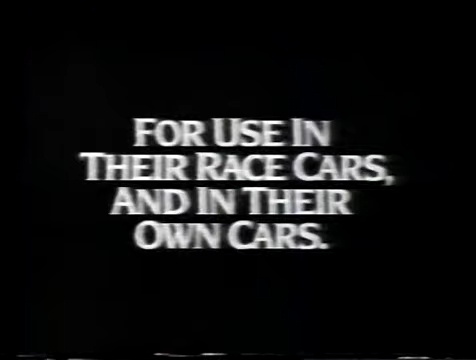 FOR USE IN
THEIR RACE CARS,
AND IN THEIR
OWN CARS.